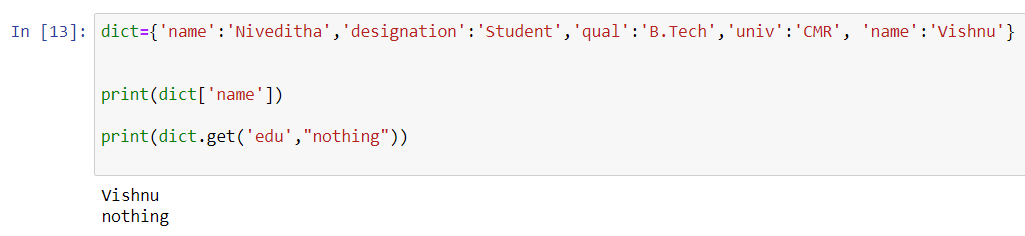 In [13]: dict={'name':'Niveditha','designation':'Student','qual':'B.Tech','univ':'CMR', 'name':'Vishnu'}
print(dict['name'])
print(dict.get('edu',"nothing"))
Vishnu
nothing